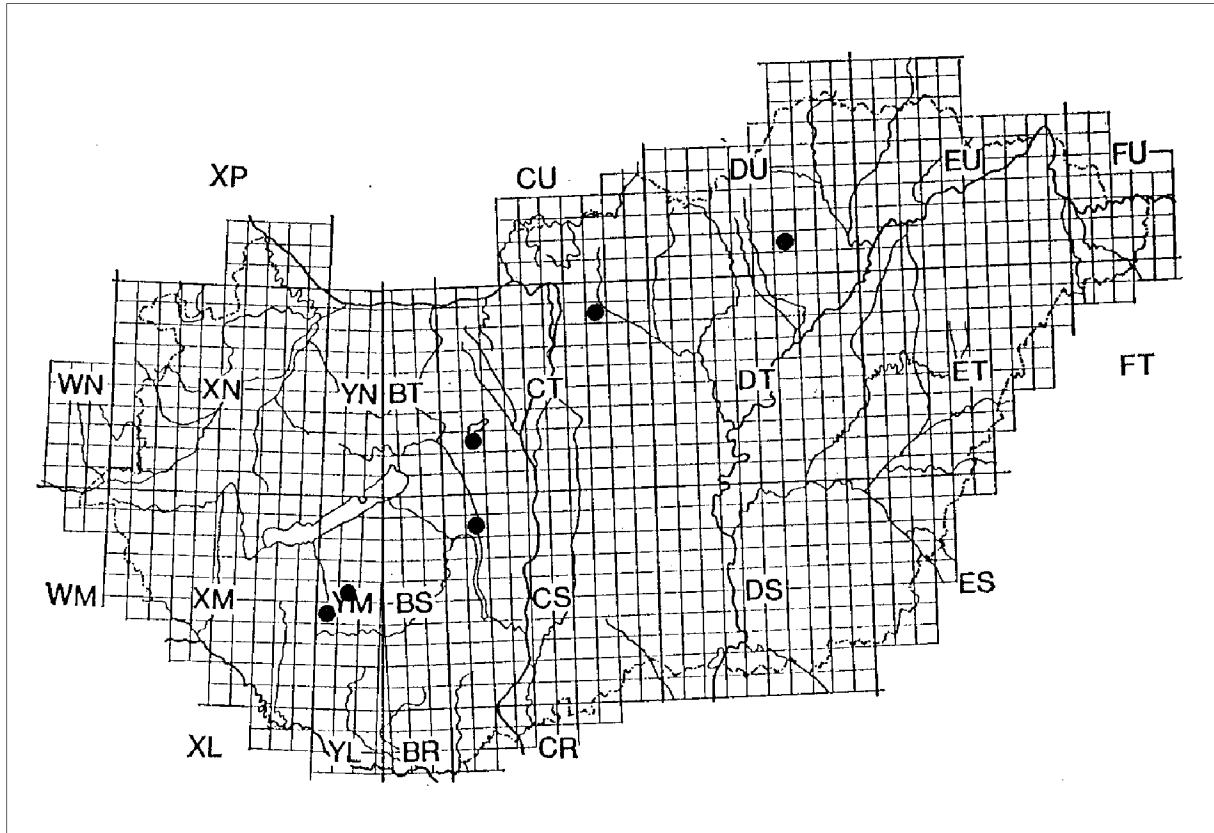 XP CU DU EU FU
WN XN YN BT CT DT ET FT
WM XM YM BS CS DS ES
XL YL BR CR